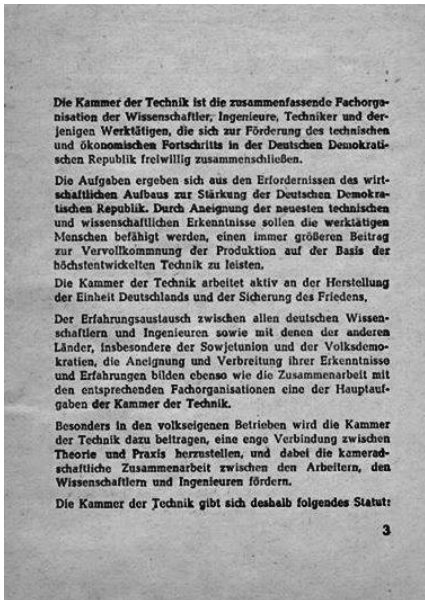 Die Kammer der Technik ist die zusammenfassende Fachorga-
nisation der Wissenschaftler, Ingenieure, Techniker und der-
jenigen Werktätigen, die sich zur Förderung des technischen
und ökonomischen Fortschritts in der Deutschen Demokrati-
schen Republik freiwillig zusammenschließen.
Die Aufgaben ergeben sich aus den Erfordernissen des wirt-
schaftlichen Aufbaus zur Stärkung der Deutschen Demokra-
tischen Republik. Durch Aneignung der neuesten technischen
und wissenschaftlichen Erkenntnisse sollen die werktätigen
Menschen befähigt werden, einen immer größeren Beitrag
zur Vervollkommnung der Produktion auf der Basis der
höchstentwickelten Technik zu leisten.
Die Kammer der Technik arbeitet aktiv an der Herstellung
der Einheit Deutschlands und der Sicherung des Friedens.
Der Erfahrungsaustausch zwischen allen deutschen Wissen-
schaftlern und Ingenieuren sowie mit denen der anderen
Länder, insbesondere der Sowjetunion und der Volksdemo-
kratien, die Aneignung und Verbreitung ihrer Erkenntnisse
und Erfahrungen bilden ebenso wie die Zusammenarbeit mit
den entsprechenden Fachorganisationen eine der Hauptauf-
gaben der Kammer der Technik.
Besonders in den volkseigenen Betrieben wird die Kammer
der Technik dazu beitragen, eine enge Verbindung zwischen
Theorie und Praxis herzustellen, und dabei die kamerad-
schaftliche Zusammenarbeit zwischen den Arbeitern, den
Wissenschaftlern und Ingenieuren fördern.
Die Kammer der Technik gibt sich deshalb folgendes Statut:
3